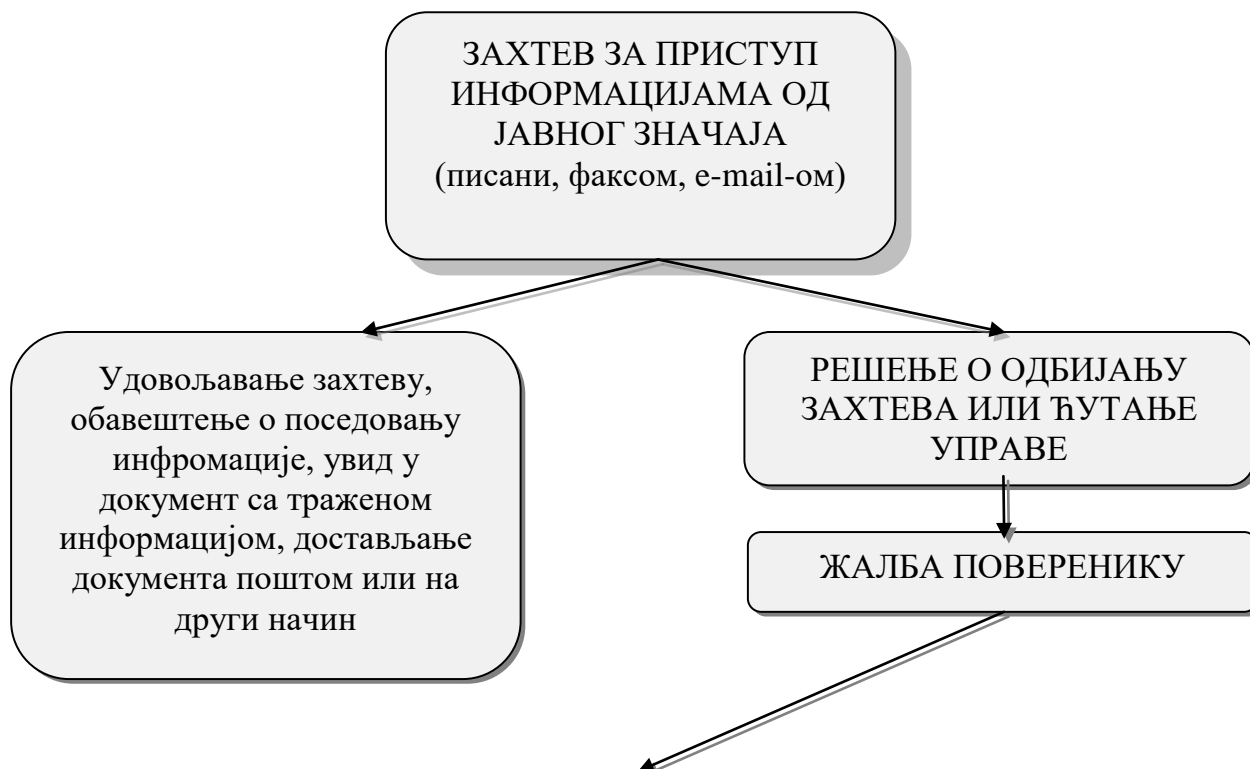 ЗАХТЕВ ЗА ПРИСТУП
ИНФОРМАЦИЈАМА ОД
ЈАВНОГ ЗНАЧАЈА
(писани, факсом, e-mail-ом)
Удовољавање захтеву,
обавештење о поседовању
инфромације, увид у
документ са траженом
информацијом, достављање
документа поштом или на
други начин
РЕШЕЊЕ О ОДБИЈАЊУ
ЗАХТЕВА ИЛИ ЋУТАЊЕ
УПРАВЕ
ЖАЛБА ПОВЕРЕНИКУ